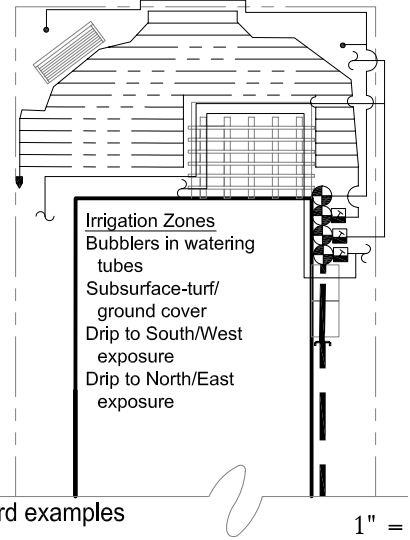 Irrigation Zones
Bubblers in watering
tubes
Subsurface-turf/
ground cover
Drip to South/West
exposure
Drip to North/East
exposure
examples
1" =